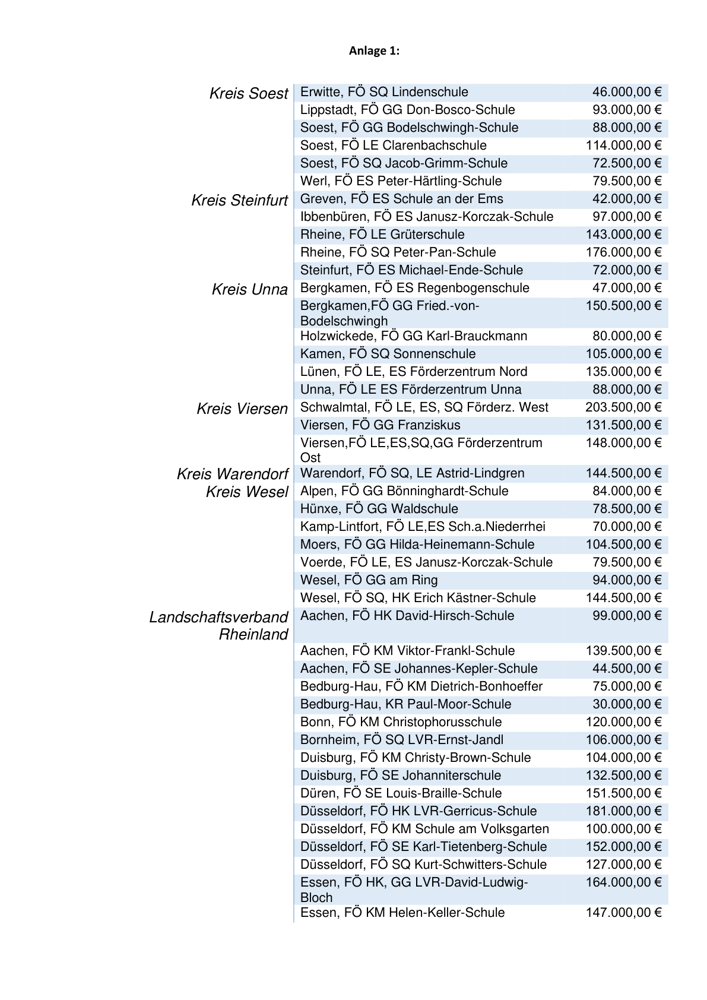 Anlage 1:
Kreis Soest Erwitte, FÖ SQ Lindenschule 46.000,00 €
Lippstadt, FÖ GG Don-Bosco-Schule 93.000,00 €
Soest, FÖ GG Bodelschwingh-Schule 88.000,00 €
Soest, FÖ LE Clarenbachschule 114.000,00 €
Soest, FÖ SQ Jacob-Grimm-Schule 72.500,00 €
Werl, FÖ ES Peter-Härtling-Schule 79.500,00 €
Kreis Steinfurt Greven, FÖ ES Schule an der Ems 42.000,00 €
Ibbenbüren, FÖ ES Janusz-Korczak-Schule 97.000,00 €
Rheine, FÖ LE Grüterschule 143.000,00 €
Rheine, FÖ SQ Peter-Pan-Schule 176.000,00 €
Steinfurt, FÖ ES Michael-Ende-Schule 72.000,00 €
Kreis Unna Bergkamen, FÖ ES Regenbogenschule 47.000,00 €
Bergkamen,FÖ GG Fried.-von- 150.500,00 €
Bodelschwingh
Holzwickede, FÖ GG Karl-Brauckmann 80.000,00 €
Kamen, FÖ SQ Sonnenschule 105.000,00 €
Lünen, FÖ LE, ES Förderzentrum Nord 135.000,00 €
Unna, FÖ LE ES Förderzentrum Unna 88.000,00 €
Kreis Viersen Schwalmtal, FÖ LE, ES, SQ Förderz. West 203.500,00 €
Viersen, FÖ GG Franziskus 131.500,00 €
Viersen,FÖ LE,ES,SQ,GG Förderzentrum 148.000,00 €
Ost
Kreis Warendorf Warendorf, FÖ SQ, LE Astrid-Lindgren 144.500,00 €
Kreis Wesel Alpen, FÖ GG Bönninghardt-Schule 84.000,00 €
Hünxe, FÖ GG Waldschule 78.500,00 €
Kamp-Lintfort, FÖ LE,ES Sch.a.Niederrhei 70.000,00 €
Moers, FÖ GG Hilda-Heinemann-Schule 104.500,00 €
Voerde, FÖ LE, ES Janusz-Korczak-Schule 79.500,00 €
Wesel, FÖ GG am Ring 94.000,00 €
Wesel, FÖ SQ, HK Erich Kästner-Schule 144.500,00 €
Landschaftsverband Aachen, FÖ HK David-Hirsch-Schule 99.000,00 €
Rheinland
Aachen, FÖ KM Viktor-Frankl-Schule 139.500,00 €
Aachen, FÖ SE Johannes-Kepler-Schule 44.500,00 €
Bedburg-Hau, FÖ KM Dietrich-Bonhoeffer 75.000,00 €
Bedburg-Hau, KR Paul-Moor-Schule 30.000,00 €
Bonn, FÖ KM Christophorusschule 120.000,00 €
Bornheim, FÖ SQ LVR-Ernst-Jandl 106.000,00 €
Duisburg, FÖ KM Christy-Brown-Schule 104.000,00 €
Duisburg, FÖ SE Johanniterschule 132.500,00 €
Düren, FÖ SE Louis-Braille-Schule 151.500,00 €
Düsseldorf, FÖ HK LVR-Gerricus-Schule 181.000,00 €
Düsseldorf, FÖ KM Schule am Volksgarten 100.000,00 €
Düsseldorf, FÖ SE Karl-Tietenberg-Schule 152.000,00 €
Düsseldorf, FÖ SQ Kurt-Schwitters-Schule 127.000,00 €
Essen, FÖ HK, GG LVR-David-Ludwig- 164.000,00 €
Bloch
Essen, FÖ KM Helen-Keller-Schule 147.000,00 €